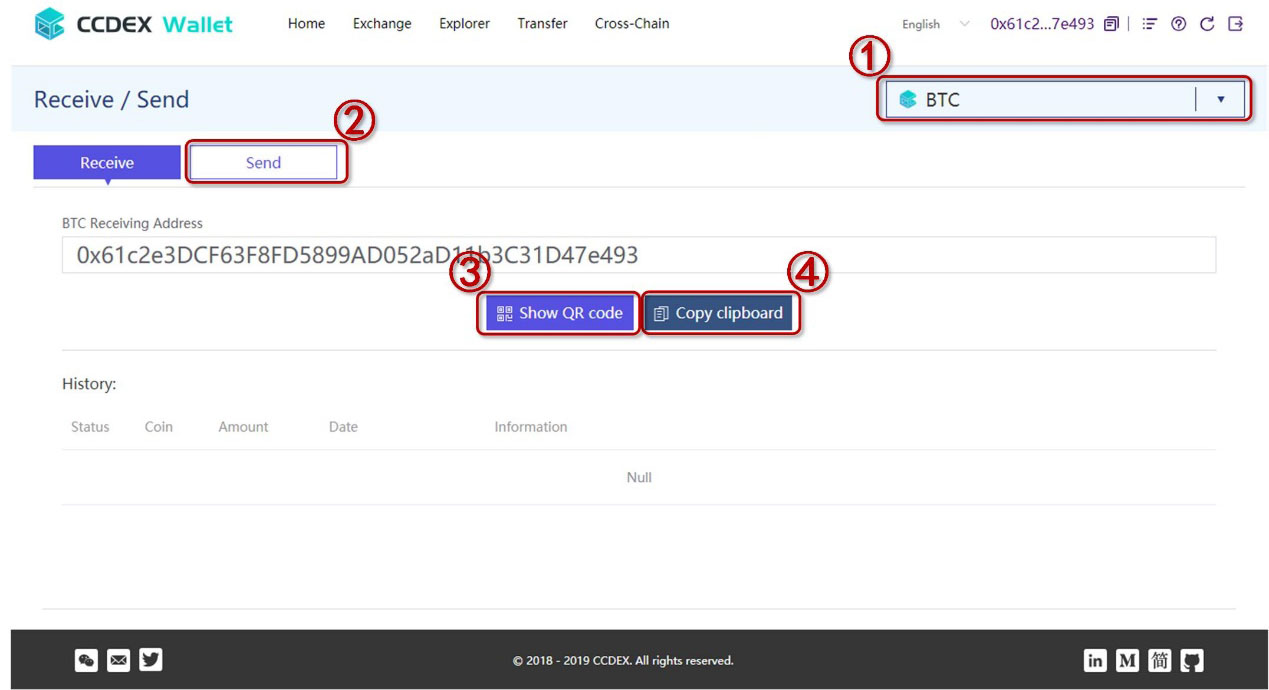 CCDEX Wallet Home Exchange Explorer Transfer Cross-Chain English 0x61c2...7e493
①
Receive / Send BTC
②
Receive Send
BTC Receiving Address
0x61c2e3DCF63F8FD5899AD052aD11b3C31D47e493
③ ④
Show QR code Copy clipboard
History:
Status Coin Amount Date Information
Null
© 2018 - 2019 CCDEX. All rights reserved. in M 简